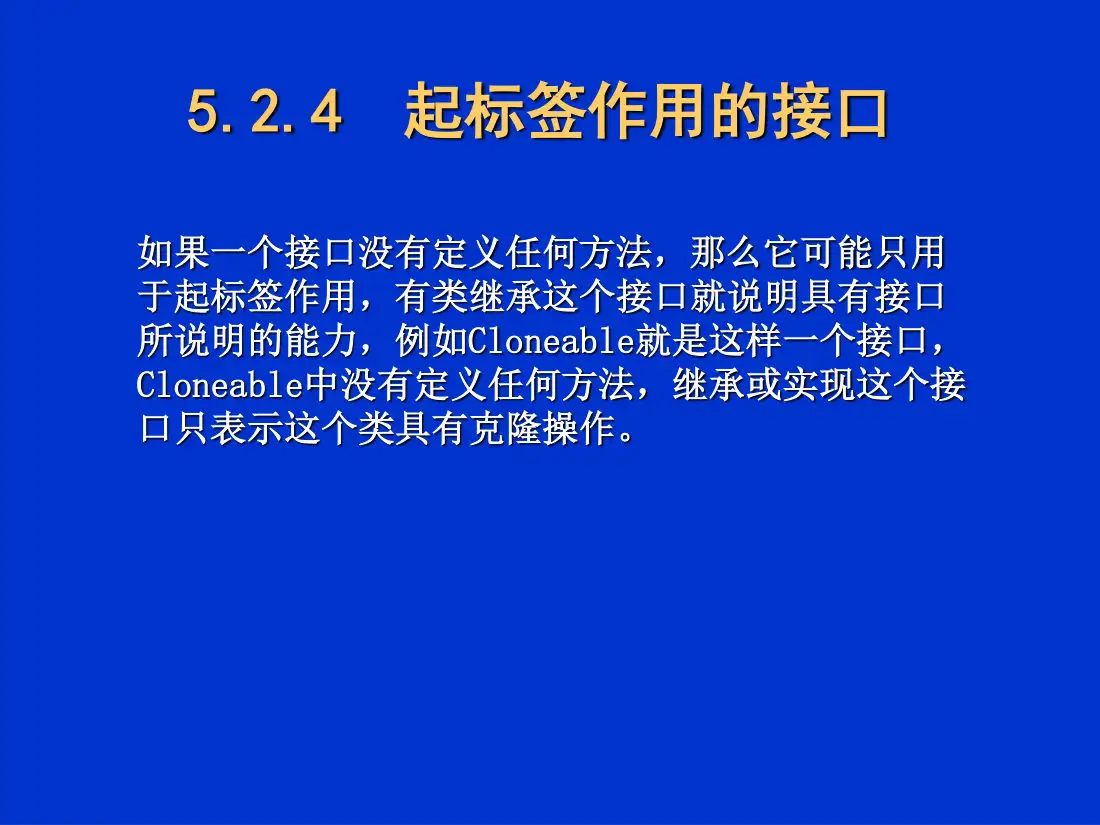 5.2.4 起标签作用的接口
如果一个接口没有定义任何方法，那么它可能只用
于起标签作用，有类继承这个接口就说明具有接口
所说明的能力，例如Cloneable就是这样一个接口，
Cloneable中没有定义任何方法，继承或实现这个接
口只表示这个类具有克隆操作。